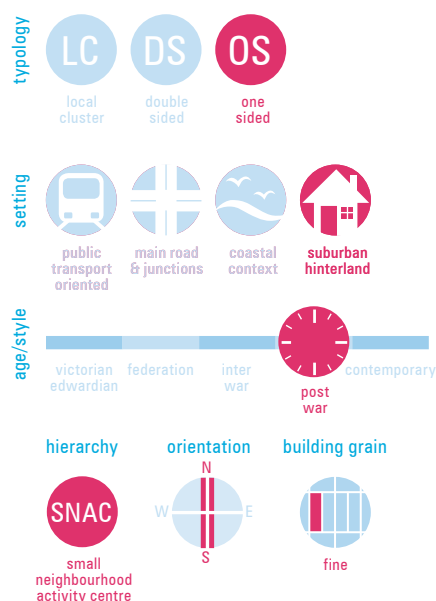 typology
LC
DS
OS
local
cluster
double
sided
one
sided
setting
public
transport
oriented
main road
& junctions
coastal
context
suburban
hinterland
age/style
victorian
edwardian
federation
inter
war
post
war
contemporary
hierarchy
orientation
building grain
SNAC
N
W
E
S
small
neighbourhood
activity centre
fine